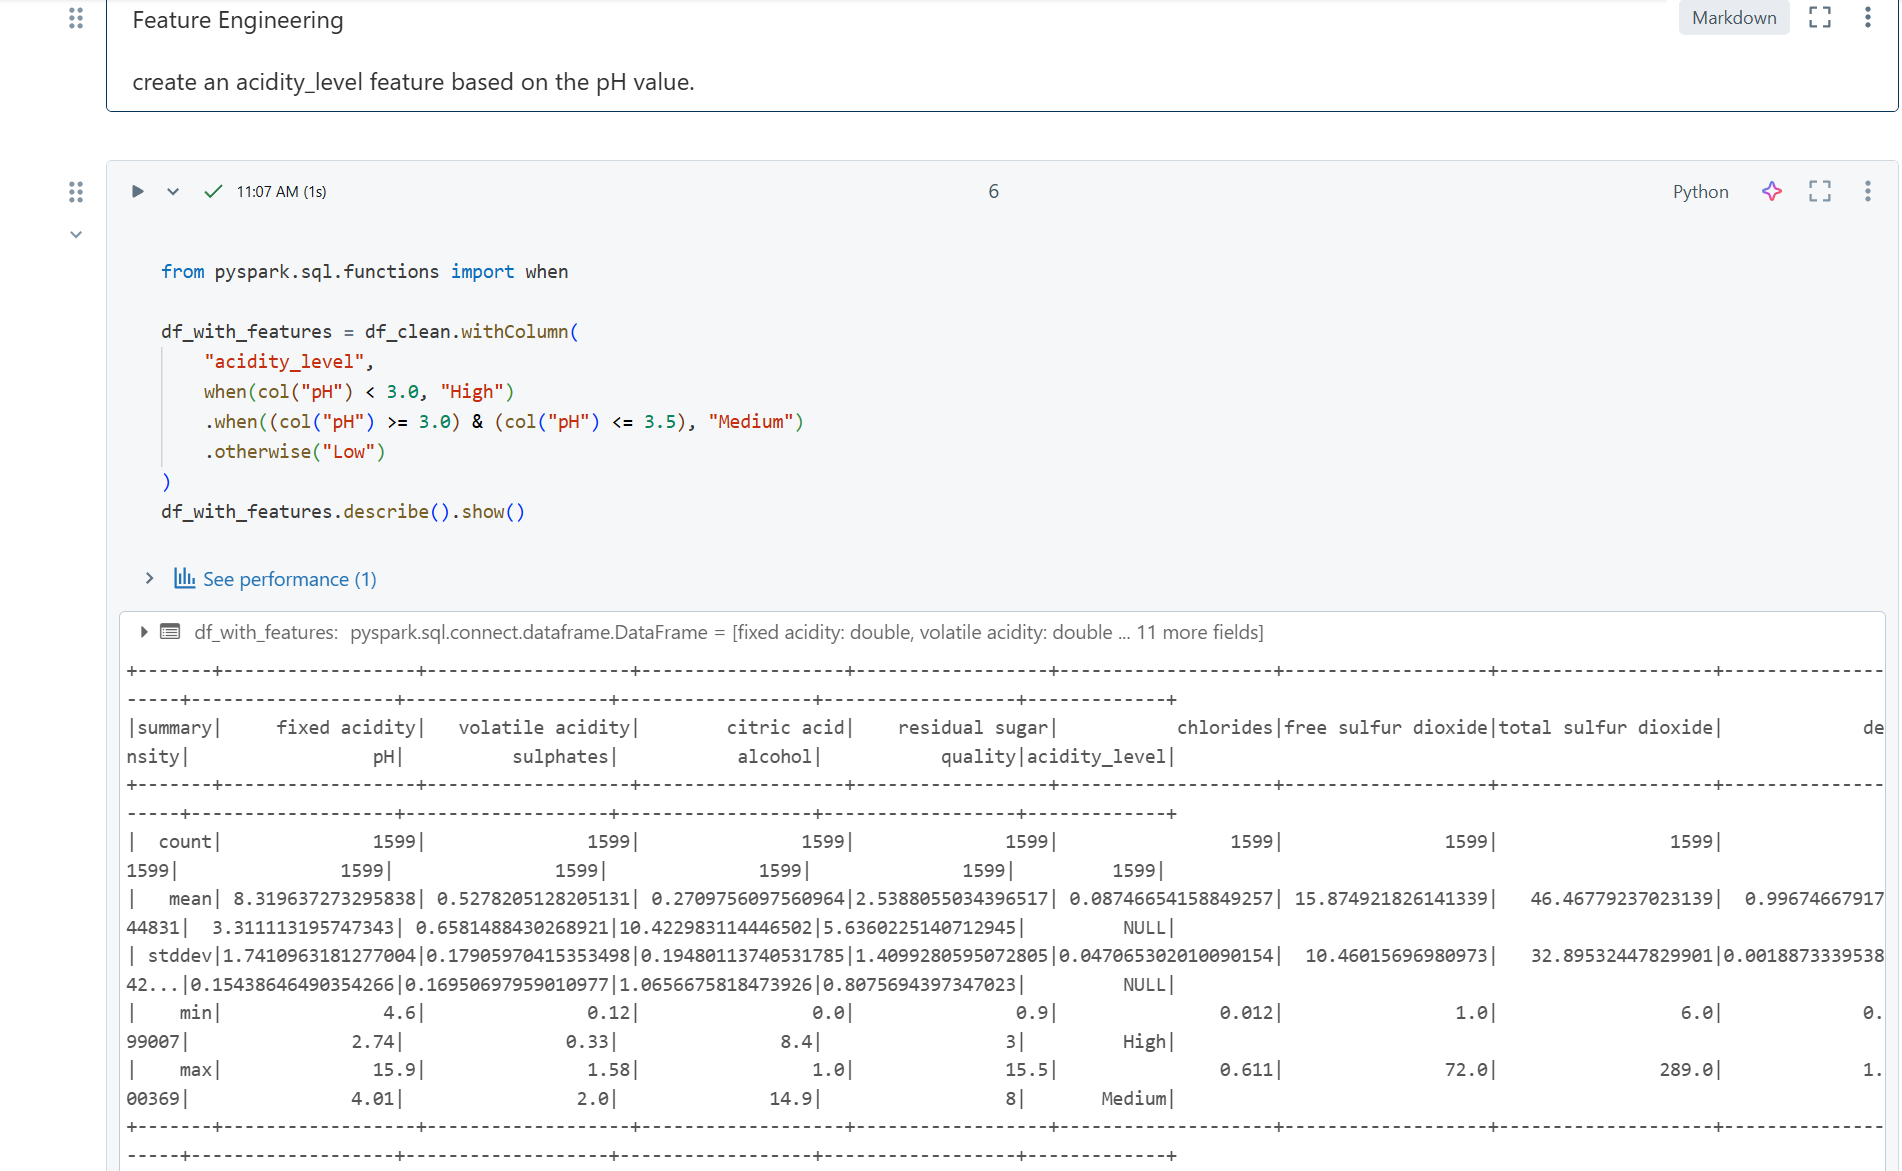 Feature Engineering
Markdown
create an acidity_level feature based on the pH value.
11:07 AM (1s)
6
Python
from pyspark.sql.functions import when
df_with_features = df_clean.withColumn(
    "acidity_level",
    when(col("pH") < 3.0, "High")
    .when((col("pH") >= 3.0) & (col("pH") <= 3.5), "Medium")
    .otherwise("Low")
)
df_with_features.describe().show()
See performance (1)
df_with_features: pyspark.sql.connect.dataframe.DataFrame = [fixed acidity: double, volatile acidity: double ... 11 more fields]
+-------+------------------+-------------------+-------------------+------------------+--------------------+-------------------+--------------------+---------------
-----+-------------------+-------------------+------------------+------------------+-------------+
|summary|     fixed acidity|   volatile acidity|        citric acid|    residual sugar|           chlorides|free sulfur dioxide|total sulfur dioxide|             de
nsity|                 pH|          sulphates|           alcohol|           quality|acidity_level|
+-------+------------------+-------------------+-------------------+------------------+--------------------+-------------------+--------------------+---------------
-----+-------------------+-------------------+------------------+------------------+-------------+
|  count|              1599|               1599|               1599|              1599|                1599|               1599|                1599|
1599|               1599|               1599|              1599|              1599|         1599|
|   mean| 8.319637273295838| 0.5278205128205131| 0.2709756097560964|2.5388055034396517| 0.08746654158849257| 15.874921826141339|   46.46779237023139|  0.99674667917
44831|  3.311113195747343| 0.6581488430268921|10.422983114446502|5.6360225140712945|         NULL|
| stddev|1.7410963181277004|0.17905970415353498|0.19480113740531785|1.4099280595072805|0.047065302010090154|  10.46015696980973|   32.89532447829901|0.0018873339538
42...|0.15438646490354266|0.16950697959010977|1.0656675818473926|0.8075694397347023|         NULL|
|    min|               4.6|               0.12|                0.0|               0.9|               0.012|                1.0|                 6.0|             0.
99007|               2.74|               0.33|               8.4|                 3|         High|
|    max|              15.9|               1.58|                1.0|              15.5|               0.611|               72.0|               289.0|             1.
00369|               4.01|                2.0|              14.9|                 8|       Medium|
+-------+------------------+-------------------+-------------------+------------------+--------------------+-------------------+--------------------+---------------
-----+-------------------+-------------------+------------------+------------------+-------------+